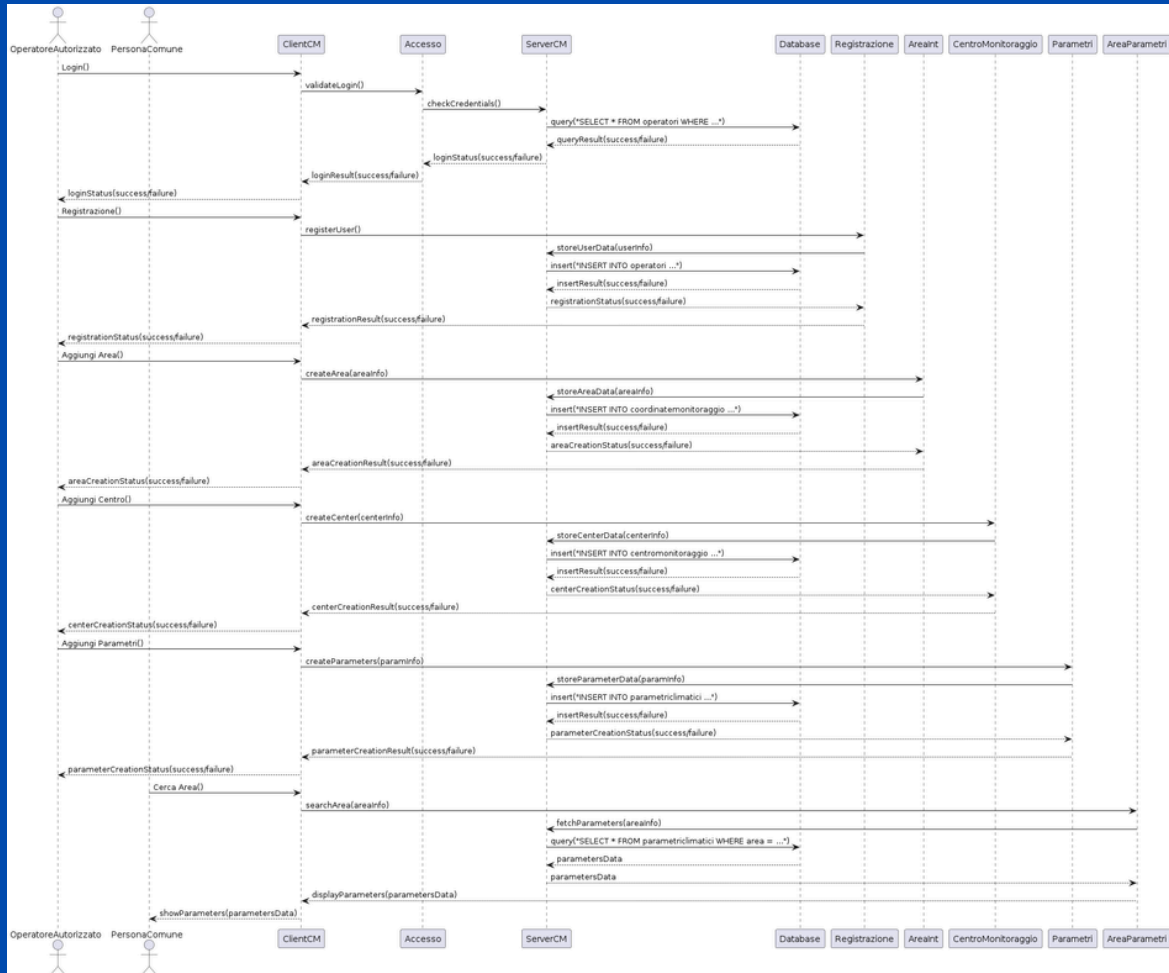 OperatoreAutorizzato PersonaComune ClientCM Accesso ServerCM Database Registrazione AreaInt CentroMonitoraggio Parametri AreaParametri
Login()
validateLogin()
checkCredentials()
query("SELECT * FROM operatori WHERE ...")
queryResult(success/failure)
loginStatus(success/failure)
loginResult(success/failure)
loginStatus(success/failure)
Registrazione()
registerUser()
storeUserData(userInfo)
insert("INSERT INTO operatori ...")
insertResult(success/failure)
registrationStatus(success/failure)
registrationResult(success/failure)
registrationStatus(success/failure)
Aggiungi Area()
createArea(areaInfo)
storeAreaData(areaInfo)
insert("INSERT INTO coordinatemonitoraggio ...")
insertResult(success/failure)
areaCreationStatus(success/failure)
areaCreationResult(success/failure)
areaCreationStatus(success/failure)
Aggiungi Centro()
createCenter(centerInfo)
storeCenterData(centerInfo)
insert("INSERT INTO centromonitoraggio ...")
insertResult(success/failure)
centerCreationStatus(success/failure)
centerCreationResult(success/failure)
centerCreationStatus(success/failure)
Aggiungi Parametri()
createParameters(paramInfo)
storeParameterData(paramInfo)
insert("INSERT INTO parametriclimatici ...")
insertResult(success/failure)
parameterCreationStatus(success/failure)
parameterCreationResult(success/failure)
parameterCreationStatus(success/failure)
Cerca Area()
searchArea(areaInfo)
fetchParameters(areaInfo)
query("SELECT * FROM parametriclimatici WHERE area = ...")
parametersData
parametersData
displayParameters(parametersData)
showParameters(parametersData)
OperatoreAutorizzato PersonaComune ClientCM Accesso ServerCM Database Registrazione AreaInt CentroMonitoraggio Parametri AreaParametri